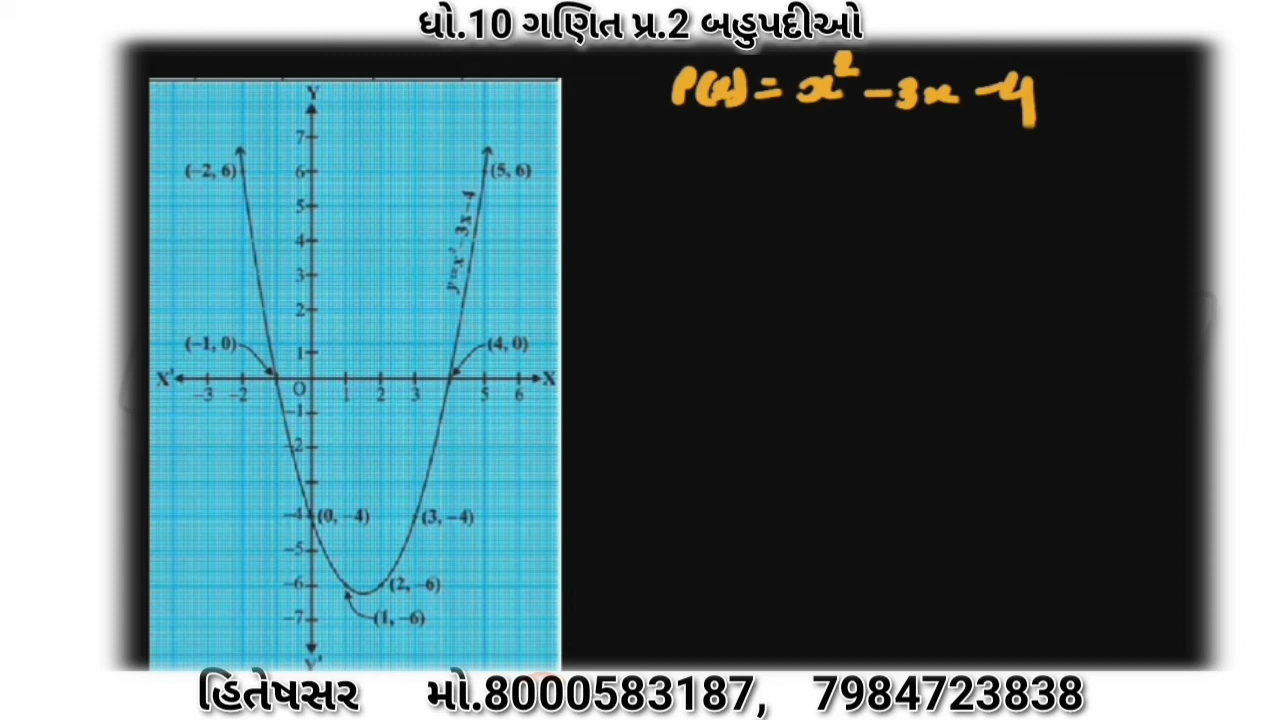 ધો.10 ગણિત પ્ર.2 બહુપદીઓ
P(x) = x² - 3x - 4
Y
7
(-2, 6) 6 (5, 6)
5
4
3
2
y = x² - 3x - 4
(-1, 0) 1 (4, 0)
X' -3 -2 O 1 2 3 5 6 X
-1
-2
-4 (0, -4) (3, -4)
-5
-6 (2, -6)
-7 (1, -6)
Y'
હિતેષસર મો.8000583187, 7984723838